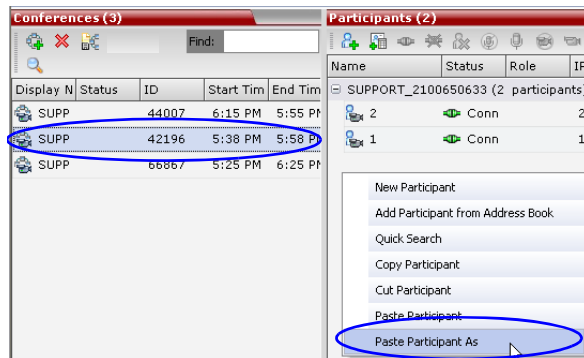 Conferences (3)
Find:
Display N Status ID Start Tim End Tim
SUPP 44007 6:15 PM 5:55 PM
SUPP 42196 5:38 PM 5:58 P
SUPP 66867 5:25 PM 6:25 PM
Participants (2)
Name Status Role IP
SUPPORT_2100650633 (2 participants)
2 Conn 2
1 Conn 1
New Participant
Add Participant from Address Book
Quick Search
Copy Participant
Cut Participant
Paste Participant
Paste Participant As